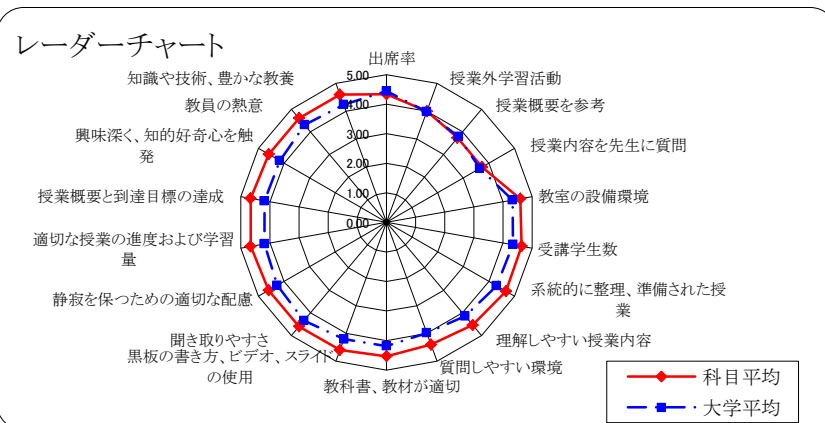 レーダーチャート
出席率
授業外学習活動
授業概要を参考
授業内容を先生に質問
教室の設備環境
受講学生数
系統的に整理、準備された授
業
理解しやすい授業内容
質問しやすい環境
教科書、教材が適切
黒板の書き方、ビデオ、スライド
の使用
聞き取りやすさ
静寂を保つための適切な配慮
適切な授業の進度および学習
量
授業概要と到達目標の達成
興味深く、知的好奇心を触
発
教員の熱意
知識や技術、豊かな教養
5.00
4.00
3.00
2.00
1.00
0.00
科目平均
大学平均